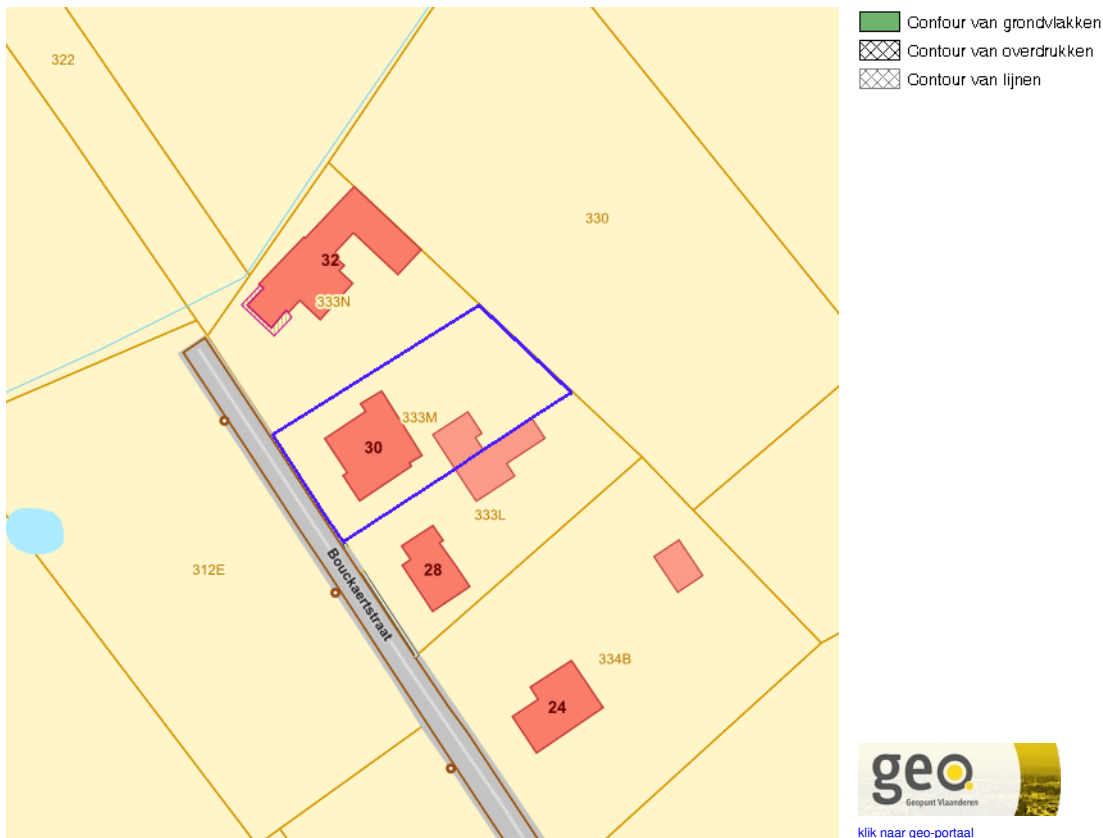 322
330
32
333N
333M
30
333L
28
312E
Bouckaertstraat
334B
24
Contour van grondvlakken
Contour van overdrukken
Contour van lijnen
geo
Geopunt Vlaanderen
klik naar geo-portaal